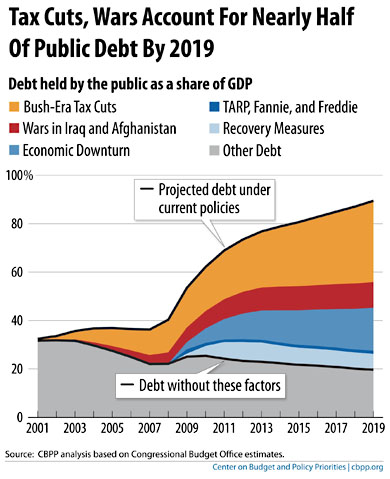 Tax Cuts, Wars Account For Nearly Half
Of Public Debt By 2019
Debt held by the public as a share of GDP
Bush-Era Tax Cuts
TARP, Fannie, and Freddie
Wars in Iraq and Afghanistan
Recovery Measures
Economic Downturn
Other Debt
100%
Projected debt under
current policies
80
60
40
20
Debt without these factors
0
2001 2003 2005 2007 2009 2011 2013 2015 2017 2019
Source: CBPP analysis based on Congressional Budget Office estimates.
Center on Budget and Policy Priorities | cbpp.org